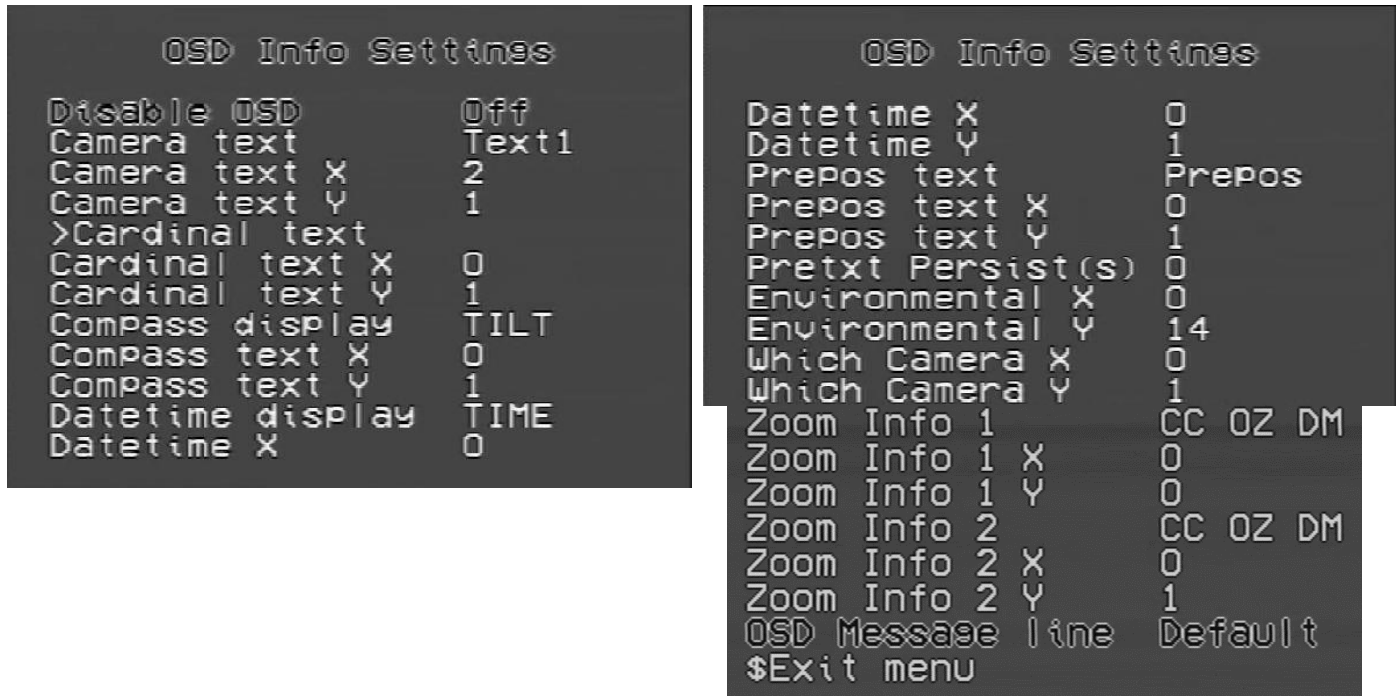 OSD Info Settings
Disable OSD Off
Camera text Text1
Camera text X 2
Camera text Y 1
>Cardinal text
Cardinal text X 0
Cardinal text Y 1
Compass display TILT
Compass text X 0
Compass text Y 1
Datetime display TIME
Datetime X 0
OSD Info Settings
Datetime X 0
Datetime Y 1
Prepos text Prepos
Prepos text X 0
Prepos text Y 1
Pretxt Persist(s) 0
Environmental X 0
Environmental Y 14
Which Camera X 0
Which Camera Y 1
Zoom Info 1 CC OZ DM
Zoom Info 1 X 0
Zoom Info 1 Y 0
Zoom Info 2 CC OZ DM
Zoom Info 2 X 0
Zoom Info 2 Y 1
OSD Message line Default
$Exit menu